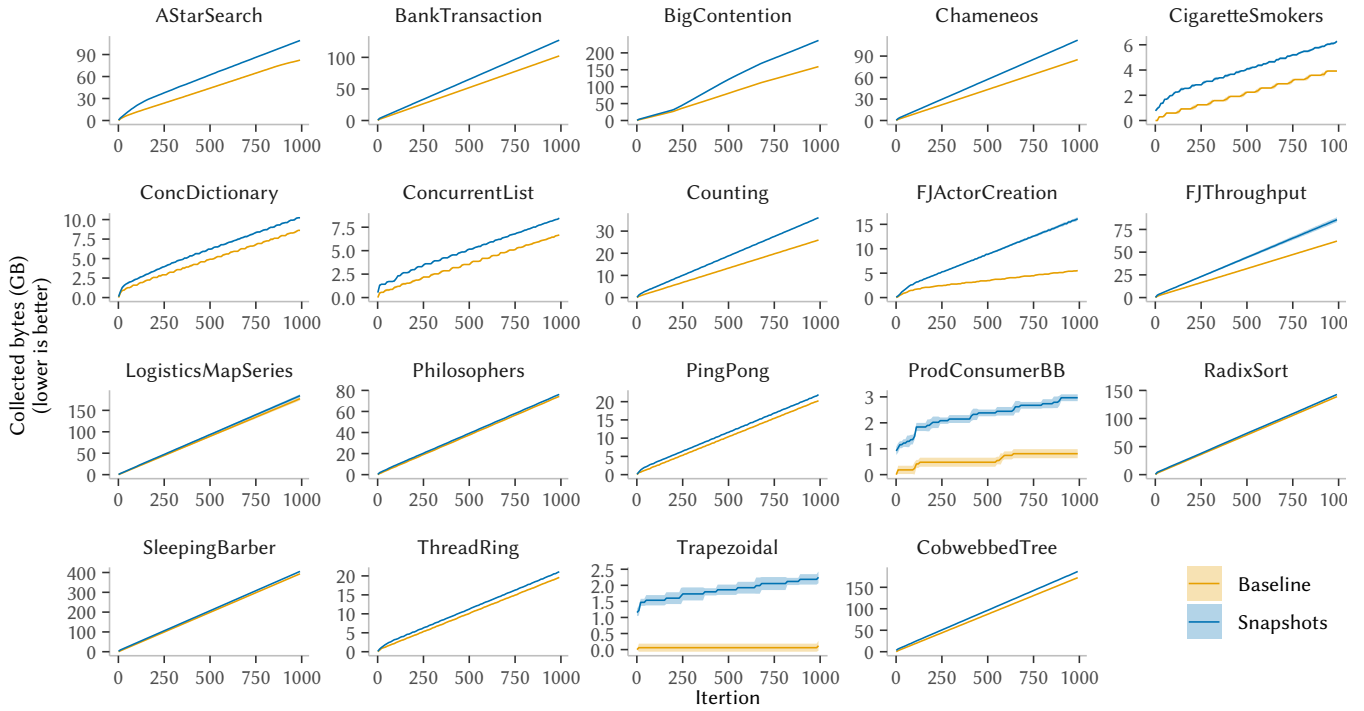 AStarSearch BankTransaction BigContention Chameneos CigaretteSmokers
90 60 30 0
100 50 0
200 150 100 50 0
90 60 30 0
6 4 2 0
0 250 500 750 1000 0 250 500 750 1000 0 250 500 750 1000 0 250 500 750 1000 0 250 500 750 1000
ConcDictionary ConcurrentList Counting FJActorCreation FJThroughput
10.0 7.5 5.0 2.5 0.0
7.5 5.0 2.5 0.0
30 20 10 0
15 10 5 0
75 50 25 0
0 250 500 750 1000 0 250 500 750 1000 0 250 500 750 1000 0 250 500 750 1000 0 250 500 750 1000
Collected bytes (GB)
(lower is better)
LogisticsMapSeries Philosophers PingPong ProdConsumerBB RadixSort
150 100 50 0
80 60 40 20 0
20 15 10 5 0
3 2 1 0
150 100 50 0
0 250 500 750 1000 0 250 500 750 1000 0 250 500 750 1000 0 250 500 750 1000 0 250 500 750 1000
SleepingBarber ThreadRing Trapezoidal CobwebbedTree
400 300 200 100 0
20 15 10 5 0
2.5 2.0 1.5 1.0 0.5 0.0
150 100 50 0
0 250 500 750 1000 0 250 500 750 1000 0 250 500 750 1000 0 250 500 750 1000
Baseline
Snapshots
Itertion